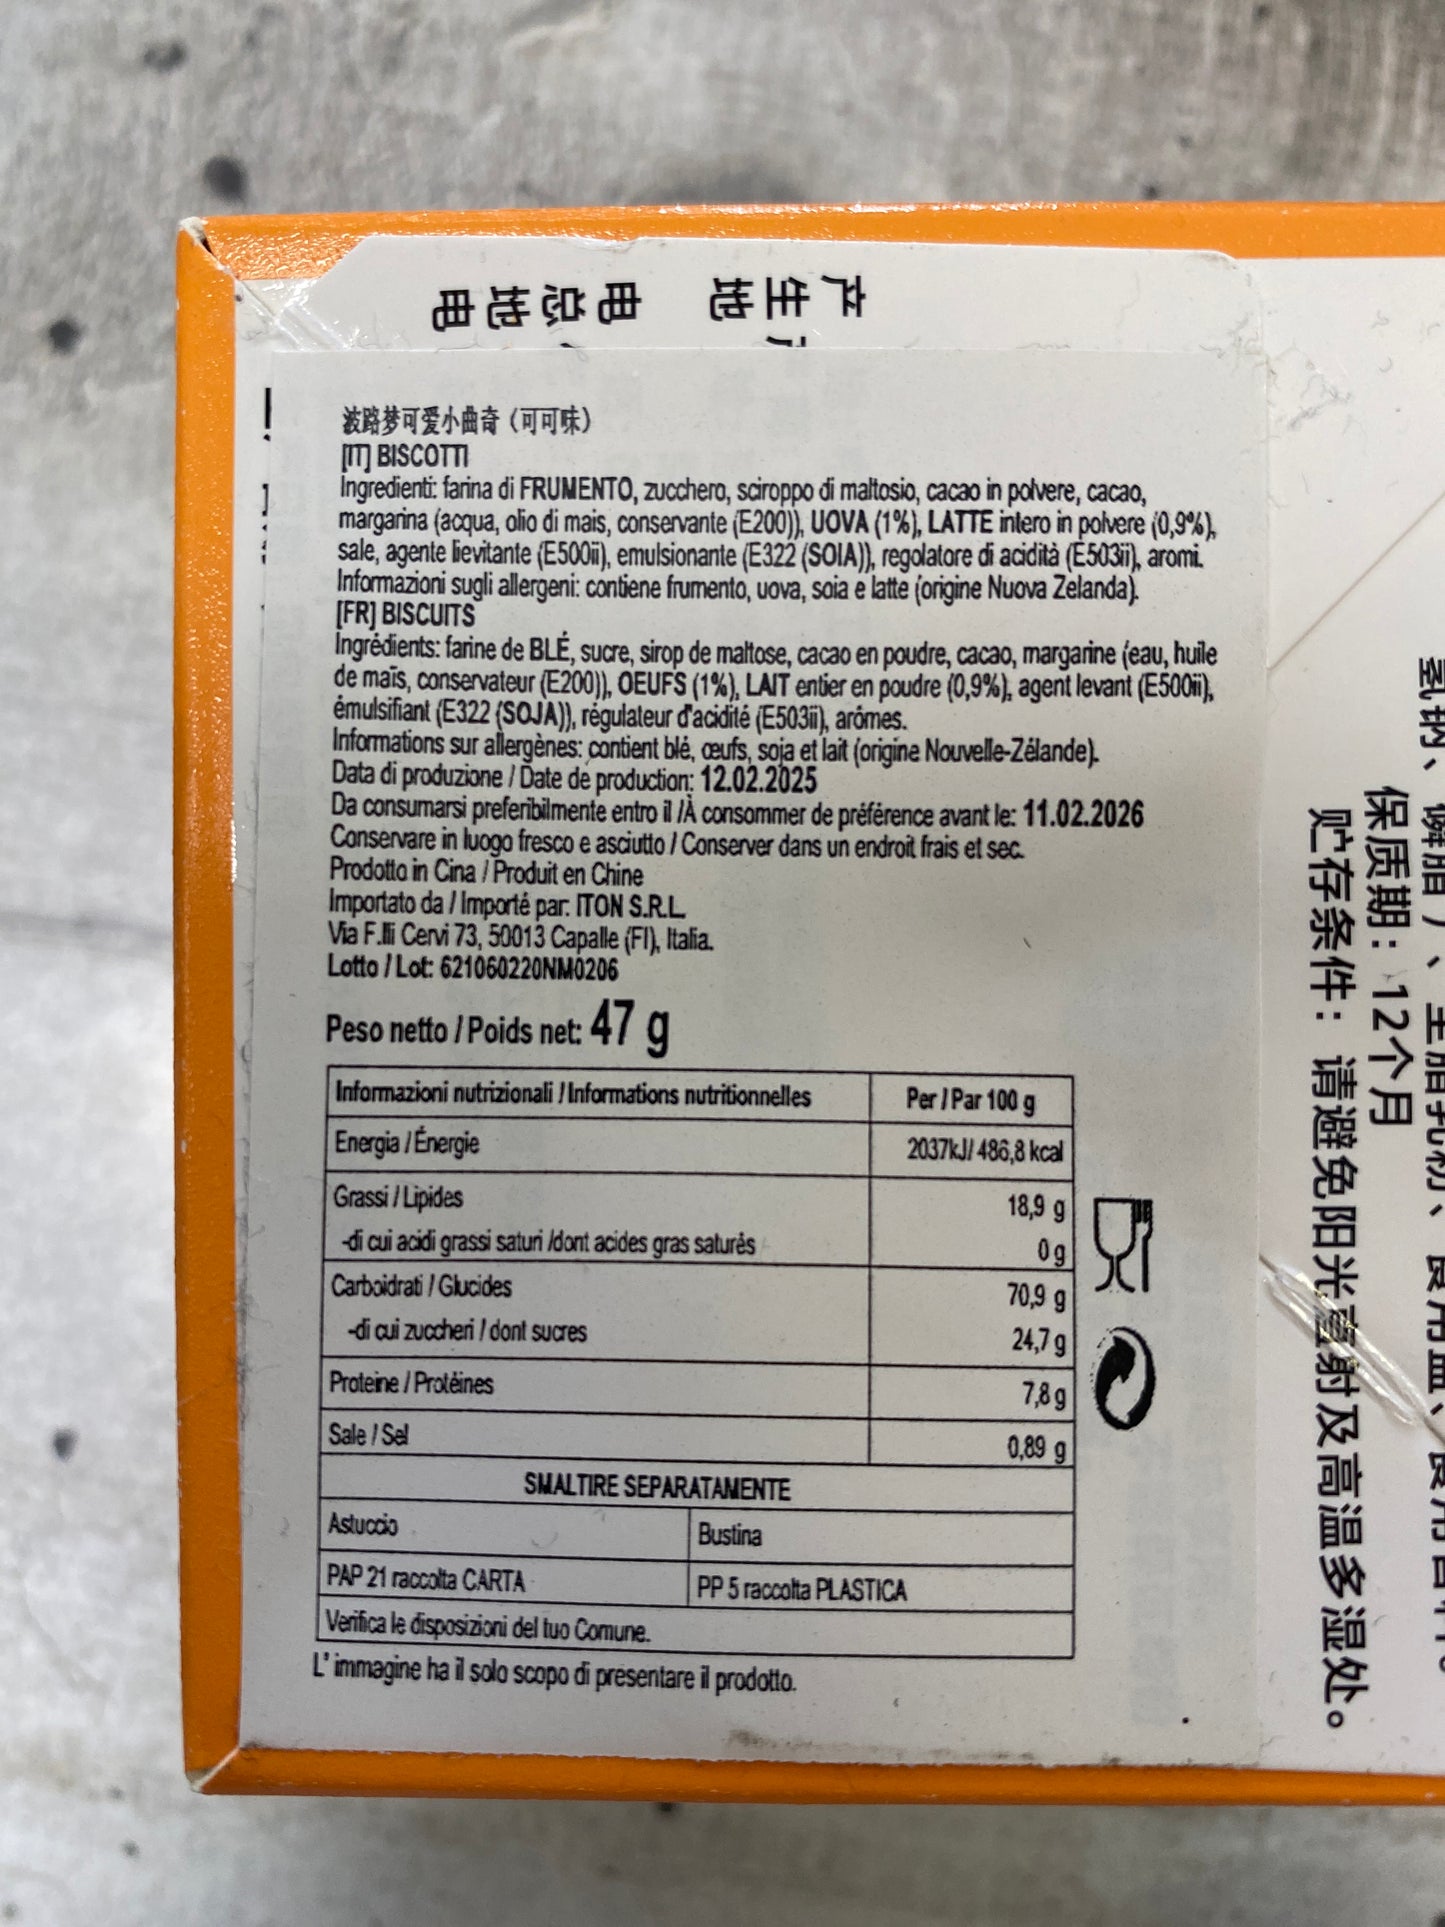 产生地
电总地电
波路梦可爱小曲奇（可可味）
[IT] BISCOTTI
Ingredienti: farina di FRUMENTO, zucchero, sciroppo di maltosio, cacao in polvere, cacao,
margarina (acqua, olio di mais, conservante (E200)), UOVA (1%), LATTE intero in polvere (0,9%),
sale, agente lievitante (E500ii), emulsionante (E322 (SOIA)), regolatore di acidità (E503ii), aromi.
Informazioni sugli allergeni: contiene frumento, uova, soia e latte (origine Nuova Zelanda).
[FR] BISCUITS
Ingrédients: farine de BLÉ, sucre, sirop de maltose, cacao en poudre, cacao, margarine (eau, huile
de maïs, conservateur (E200)), OEUFS (1%), LAIT entier en poudre (0,9%), agent levant (E500ii),
émulsifiant (E322 (SOJA)), régulateur d'acidité (E503ii), arômes.
Informations sur allergènes: contient blé, œufs, soja et lait (origine Nouvelle-Zélande).
Data di produzione / Date de production: 12.02.2025
Da consumarsi preferibilmente entro il /À consommer de préférence avant le: 11.02.2026
Conservare in luogo fresco e asciutto / Conserver dans un endroit frais et sec.
Prodotto in Cina / Produit en Chine
Importato da / Importé par: ITON S.R.L.
Via F.lli Cervi 73, 50013 Capalle (FI), Italia.
Lotto / Lot: 621060220NM0206
Peso netto / Poids net: 47 g
Informazioni nutrizionali / Informations nutritionnelles Per / Par 100 g
Energia / Énergie 2037kJ/ 486,8 kcal
Grassi / Lipides 18,9 g
-di cui acidi grassi saturi /dont acides gras saturés 0 g
Carboidrati / Glucides 70,9 g
-di cui zuccheri / dont sucres 24,7 g
Proteine / Protéines 7,8 g
Sale / Sel 0,89 g
SMALTIRE SEPARATAMENTE
Astuccio Bustina
PAP 21 raccolta CARTA PP 5 raccolta PLASTICA
Verifica le disposizioni del tuo Comune.
L' immagine ha il solo scopo di presentare il prodotto.
保质期：12个月
贮存条件：请避免阳光直射及高温多湿处。